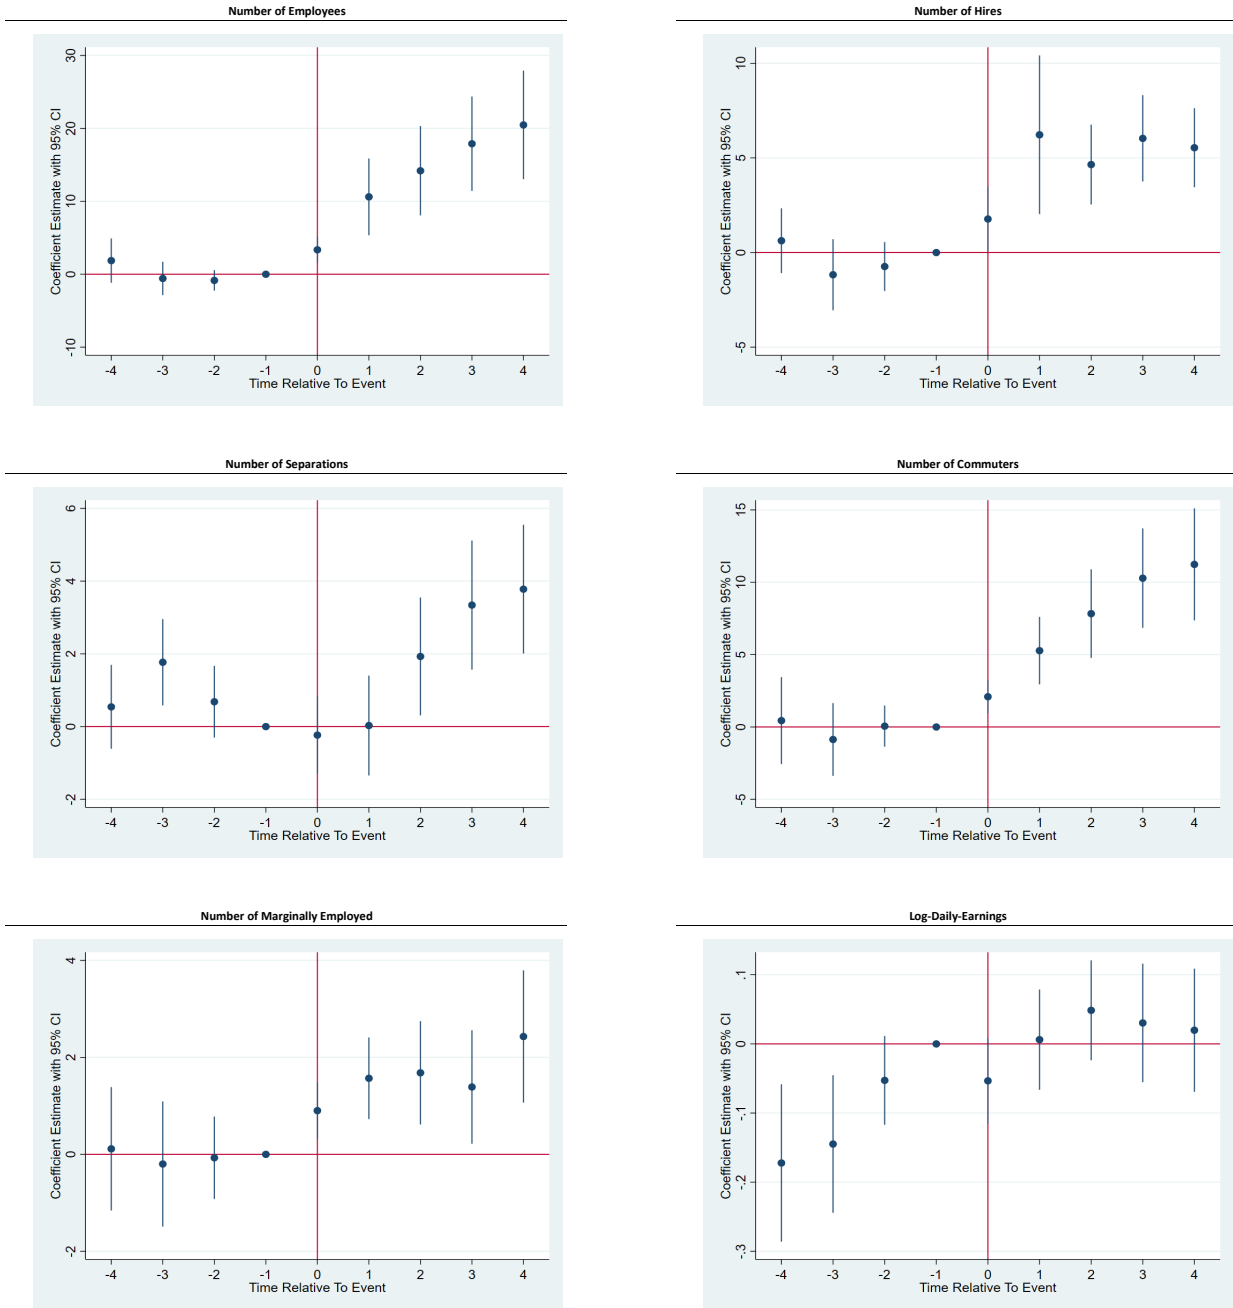 Number of Employees
Coefficient Estimate with 95% CI
30
20
10
0
-10
-4 -3 -2 -1 0 1 2 3 4
Time Relative To Event
Number of Hires
Coefficient Estimate with 95% CI
10
5
0
-5
-4 -3 -2 -1 0 1 2 3 4
Time Relative To Event
Number of Separations
Coefficient Estimate with 95% CI
6
4
2
0
-2
-4 -3 -2 -1 0 1 2 3 4
Time Relative To Event
Number of Commuters
Coefficient Estimate with 95% CI
15
10
5
0
-5
-4 -3 -2 -1 0 1 2 3 4
Time Relative To Event
Number of Marginally Employed
Coefficient Estimate with 95% CI
4
2
0
-2
-4 -3 -2 -1 0 1 2 3 4
Time Relative To Event
Log-Daily-Earnings
Coefficient Estimate with 95% CI
.1
0
-.1
-.2
-.3
-4 -3 -2 -1 0 1 2 3 4
Time Relative To Event